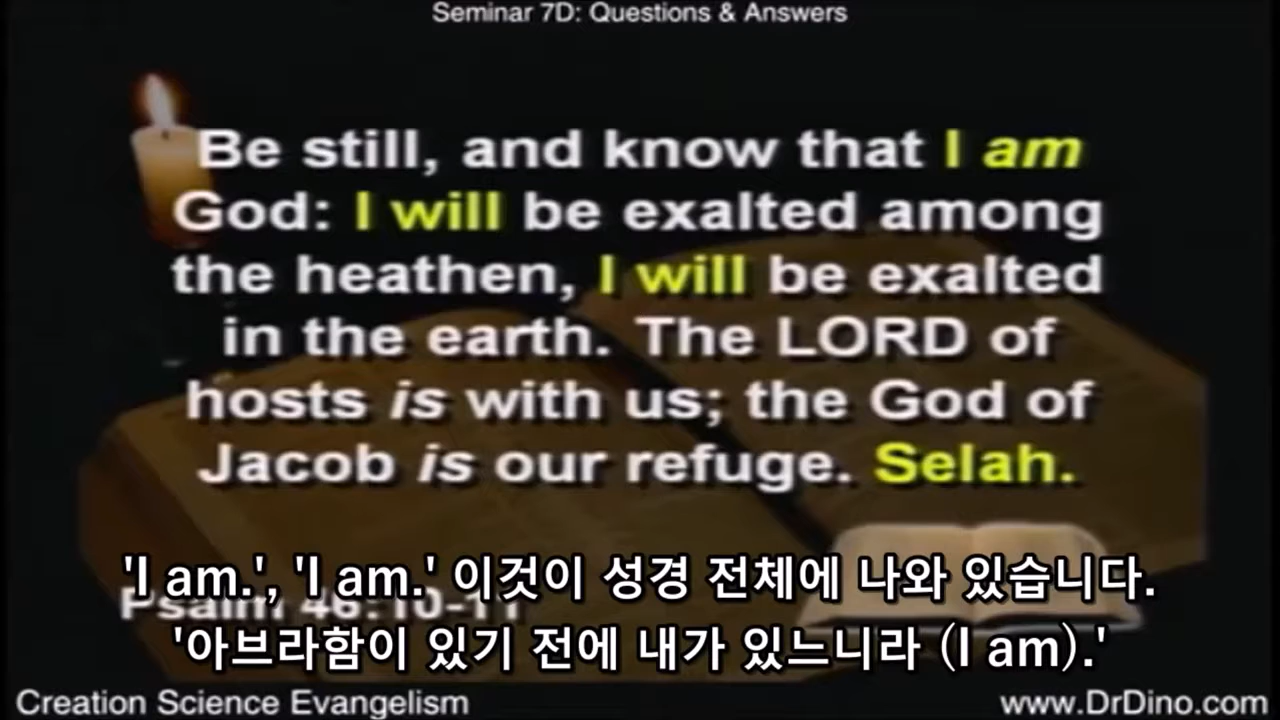 Seminar 7D: Questions & Answers
Be still, and know that I am
God: I will be exalted among
the heathen, I will be exalted
in the earth. The LORD of
hosts is with us; the God of
Jacob is our refuge. Selah.
'I am.', 'I am.' 이것이 성경 전체에 나와 있습니다.
Psalm 46:10-11
'아브라함이 있기 전에 내가 있느니라 (I am).'
Creation Science Evangelism
www.DrDino.com